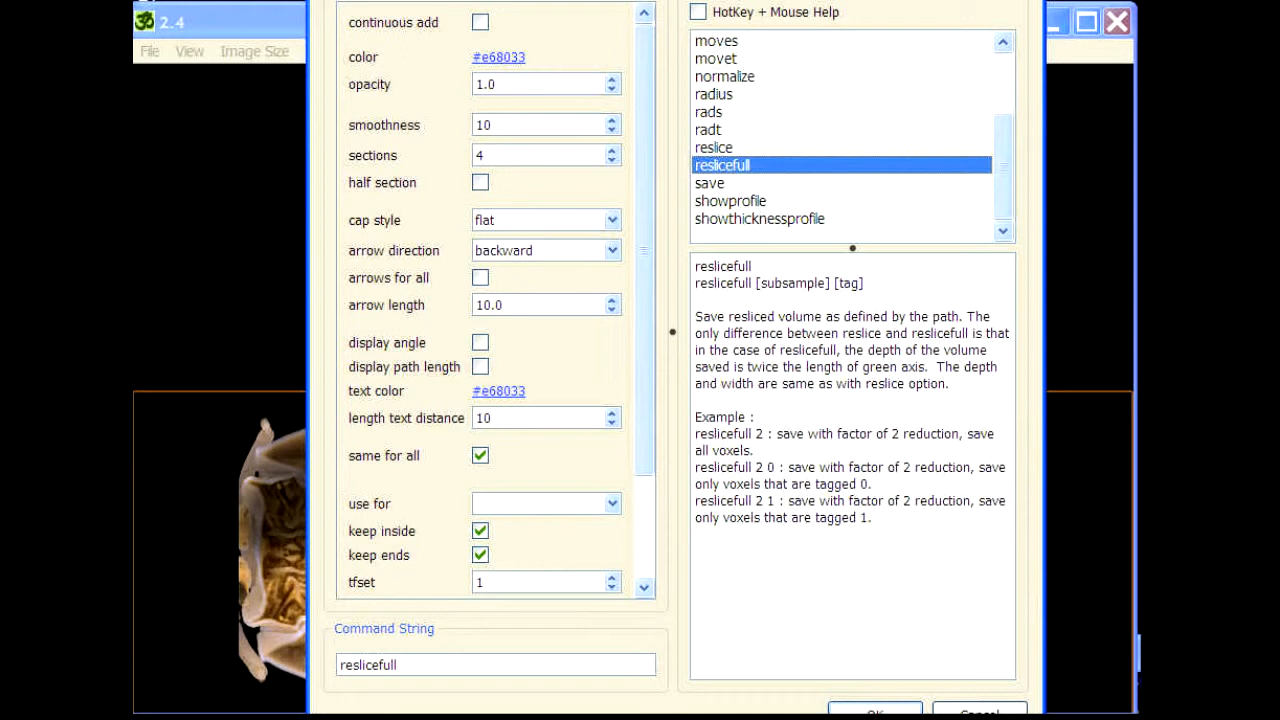 ॐ 2.4
File View Image Size
continuous add
color #e68033
opacity 1.0
smoothness 10
sections 4
half section
cap style flat
arrow direction backward
arrows for all
arrow length 10.0
display angle
display path length
text color #e68033
length text distance 10
same for all
use for
keep inside
keep ends
tfset 1
Command String
reslicefull
HotKey + Mouse Help
moves
movet
normalize
radius
rads
radt
reslice
reslicefull
save
showprofile
showthicknessprofile
reslicefull
reslicefull [subsample] [tag]
Save resliced volume as defined by the path. The
only difference between reslice and reslicefull is that
in the case of reslicefull, the depth of the volume
saved is twice the length of green axis. The depth
and width are same as with reslice option.
Example :
reslicefull 2 : save with factor of 2 reduction, save
all voxels.
reslicefull 2 0 : save with factor of 2 reduction, save
only voxels that are tagged 0.
reslicefull 2 1 : save with factor of 2 reduction, save
only voxels that are tagged 1.
OK Cancel